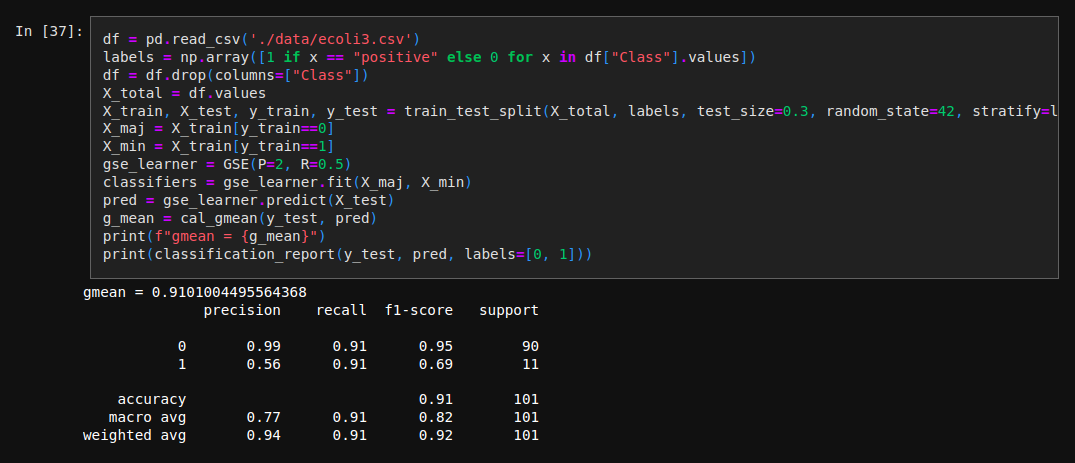 In [37]:
df = pd.read_csv('./data/ecoli3.csv')
labels = np.array([1 if x == "positive" else 0 for x in df["Class"].values])
df = df.drop(columns=["Class"])
X_total = df.values
X_train, X_test, y_train, y_test = train_test_split(X_total, labels, test_size=0.3, random_state=42, stratify=l
X_maj = X_train[y_train==0]
X_min = X_train[y_train==1]
gse_learner = GSE(P=2, R=0.5)
classifiers = gse_learner.fit(X_maj, X_min)
pred = gse_learner.predict(X_test)
g_mean = cal_gmean(y_test, pred)
print(f"gmean = {g_mean}")
print(classification_report(y_test, pred, labels=[0, 1]))
gmean = 0.9101004495564368
precision recall f1-score support
0 0.99 0.91 0.95 90
1 0.56 0.91 0.69 11
accuracy 0.91 101
macro avg 0.77 0.91 0.82 101
weighted avg 0.94 0.91 0.92 101